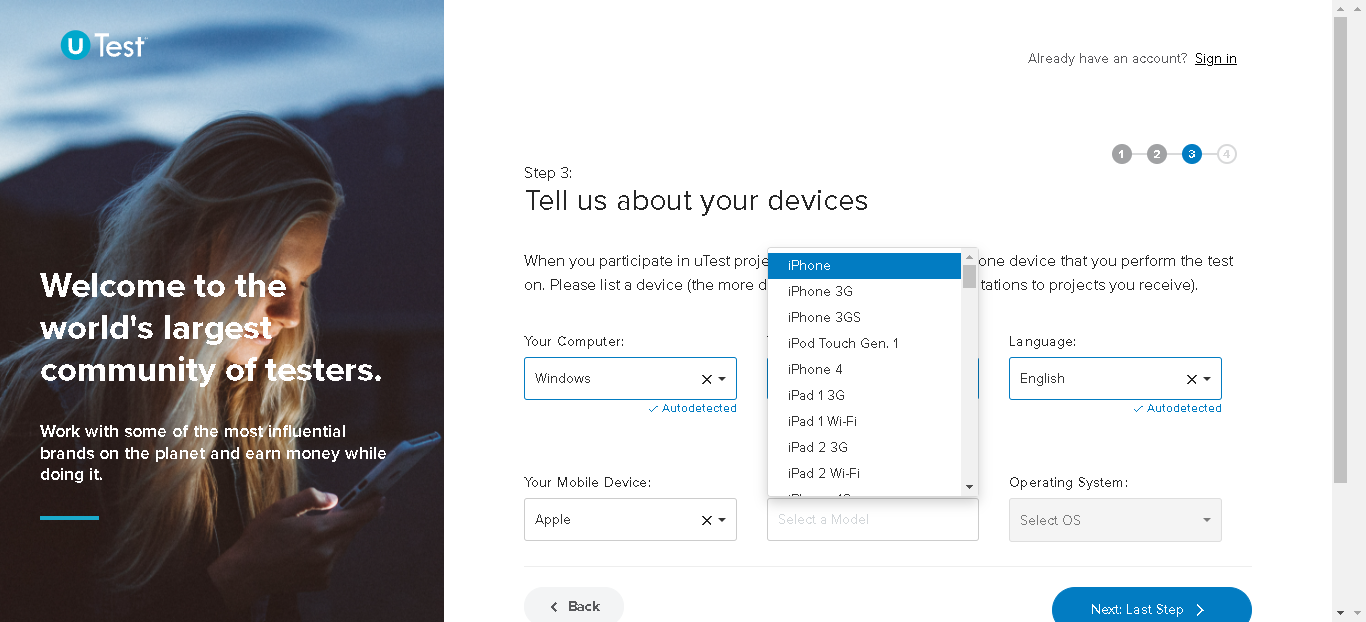 uTest
Already have an account? Sign in
1 2 3 4
Step 3:
Tell us about your devices
When you participate in uTest proje one device that you perform the test
on. Please list a device (the more d tations to projects you receive).
Welcome to the
world's largest
community of testers.
Work with some of the most influential
brands on the planet and earn money while
doing it.
Your Computer:
Windows
Autodetected
iPhone
iPhone 3G
iPhone 3GS
iPod Touch Gen. 1
iPhone 4
iPad 1 3G
iPad 1 Wi-Fi
iPad 2 3G
iPad 2 Wi-Fi
Language:
English
Autodetected
Your Mobile Device:
Apple
Select a Model
Operating System:
Select OS
Back
Next: Last Step